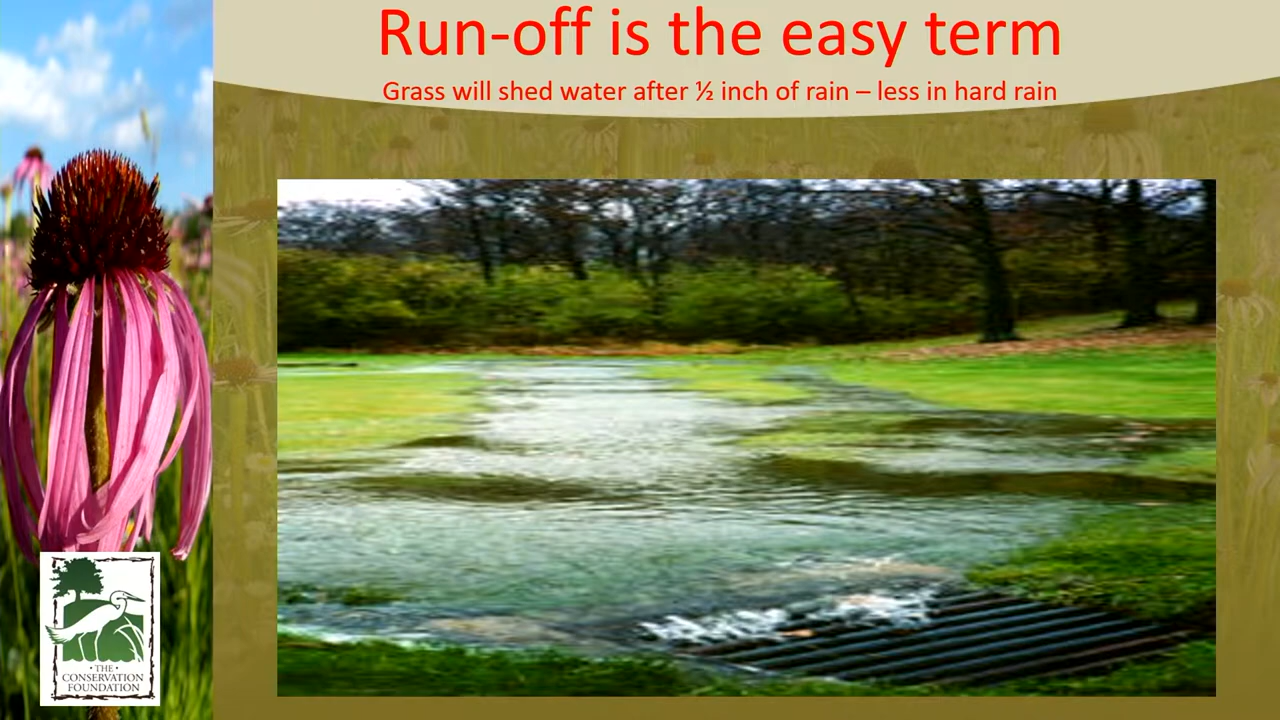 Run-off is the easy term
Grass will shed water after ½ inch of rain – less in hard rain
• THE •
CONSERVATION
FOUNDATION